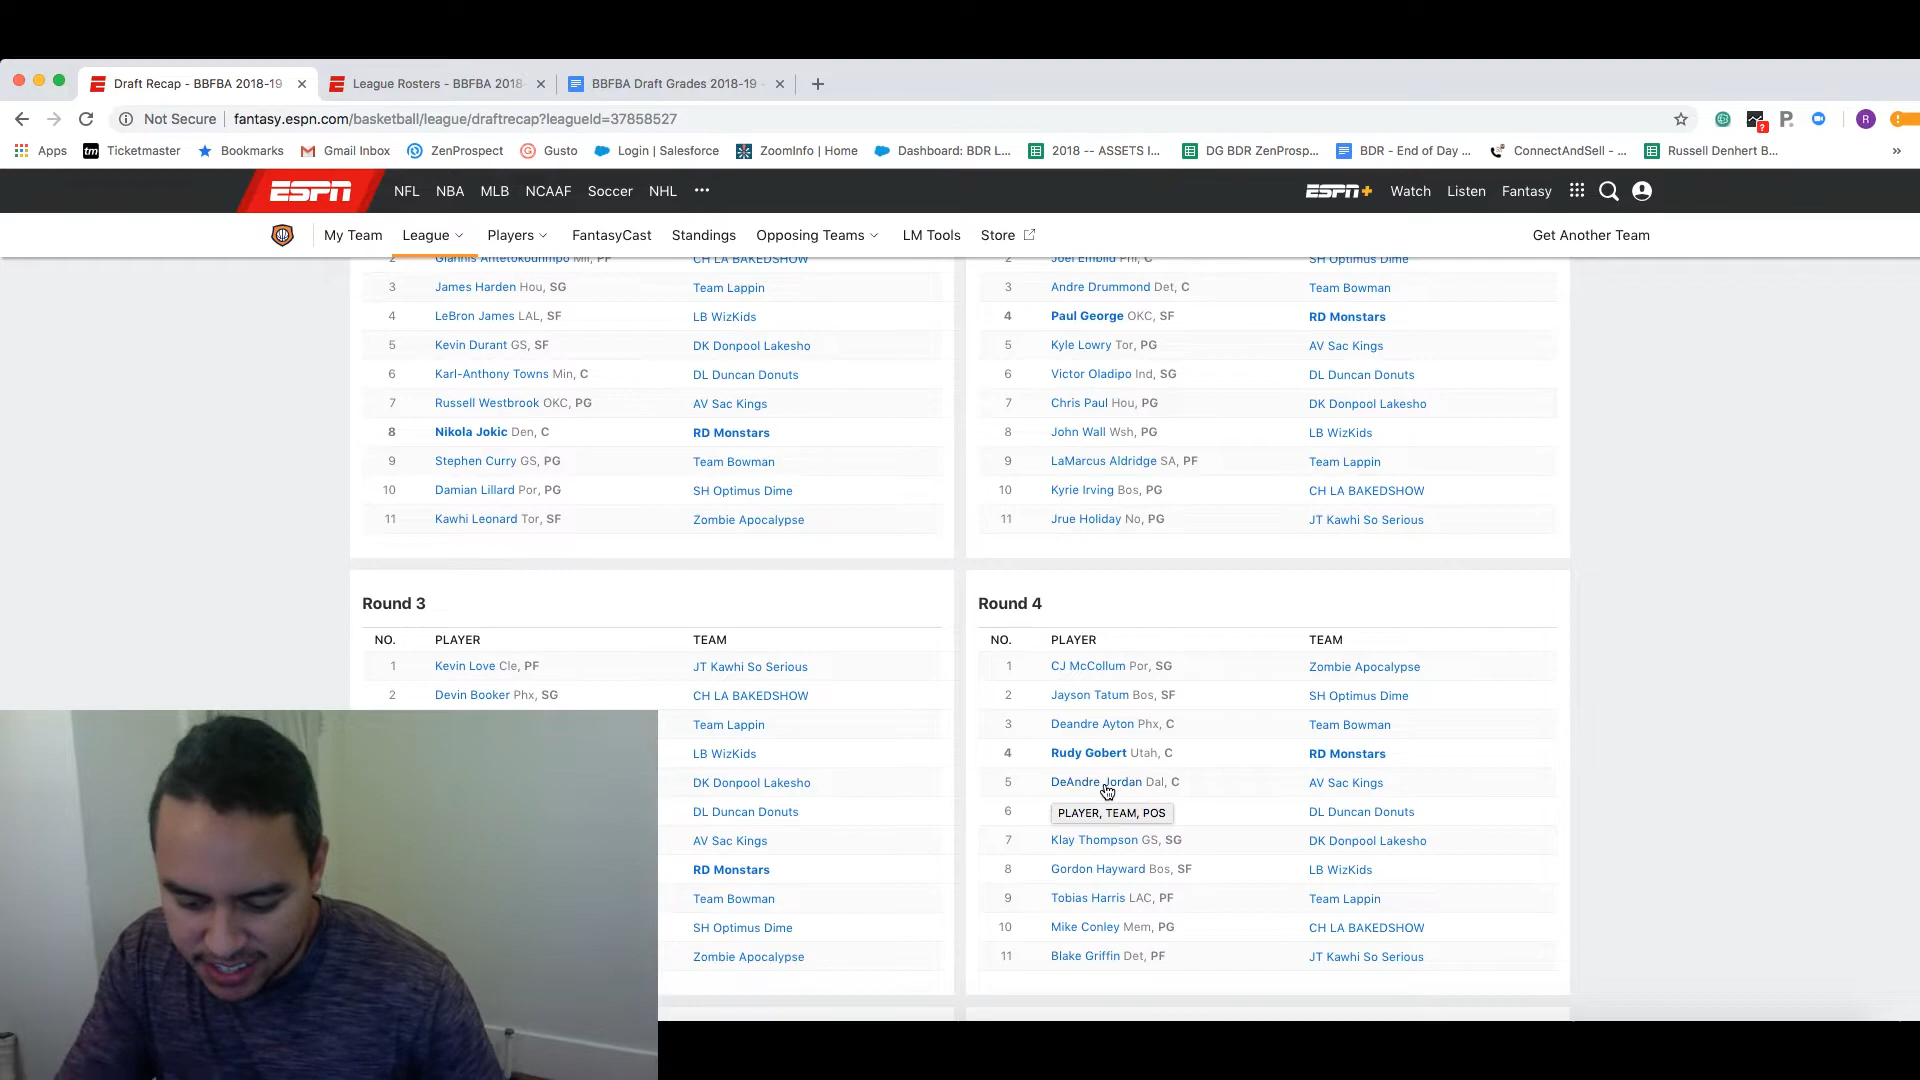 Draft Recap - BBFBA 2018-19
League Rosters - BBFBA 2018-
BBFBA Draft Grades 2018-19 -
Not Secure fantasy.espn.com/basketball/league/draftrecap?leagueId=37858527
Apps Ticketmaster Bookmarks Gmail Inbox ZenProspect Gusto Login | Salesforce ZoomInfo | Home Dashboard: BDR L... 2018 -- ASSETS I... DG BDR ZenProsp... BDR - End of Day ... ConnectAndSell - ... Russell Denhert B...
ESPN NFL NBA MLB NCAAF Soccer NHL ESPN+ Watch Listen Fantasy
My Team League Players FantasyCast Standings Opposing Teams LM Tools Store Get Another Team
2 Giannis Antetokounmpo Mil, PF CH LA BAKEDSHOW
3 James Harden Hou, SG Team Lappin
4 LeBron James LAL, SF LB WizKids
5 Kevin Durant GS, SF DK Donpool Lakesho
6 Karl-Anthony Towns Min, C DL Duncan Donuts
7 Russell Westbrook OKC, PG AV Sac Kings
8 Nikola Jokic Den, C RD Monstars
9 Stephen Curry GS, PG Team Bowman
10 Damian Lillard Por, PG SH Optimus Dime
11 Kawhi Leonard Tor, SF Zombie Apocalypse
2 Joel Embiid Phi, C SH Optimus Dime
3 Andre Drummond Det, C Team Bowman
4 Paul George OKC, SF RD Monstars
5 Kyle Lowry Tor, PG AV Sac Kings
6 Victor Oladipo Ind, SG DL Duncan Donuts
7 Chris Paul Hou, PG DK Donpool Lakesho
8 John Wall Wsh, PG LB WizKids
9 LaMarcus Aldridge SA, PF Team Lappin
10 Kyrie Irving Bos, PG CH LA BAKEDSHOW
11 Jrue Holiday No, PG JT Kawhi So Serious
Round 3
NO. PLAYER TEAM
1 Kevin Love Cle, PF JT Kawhi So Serious
2 Devin Booker Phx, SG CH LA BAKEDSHOW
Team Lappin
LB WizKids
DK Donpool Lakesho
DL Duncan Donuts
AV Sac Kings
RD Monstars
Team Bowman
SH Optimus Dime
Zombie Apocalypse
Round 4
NO. PLAYER TEAM
1 CJ McCollum Por, SG Zombie Apocalypse
2 Jayson Tatum Bos, SF SH Optimus Dime
3 Deandre Ayton Phx, C Team Bowman
4 Rudy Gobert Utah, C RD Monstars
5 DeAndre Jordan Dal, C AV Sac Kings
6 PLAYER, TEAM, POS DL Duncan Donuts
7 Klay Thompson GS, SG DK Donpool Lakesho
8 Gordon Hayward Bos, SF LB WizKids
9 Tobias Harris LAC, PF Team Lappin
10 Mike Conley Mem, PG CH LA BAKEDSHOW
11 Blake Griffin Det, PF JT Kawhi So Serious